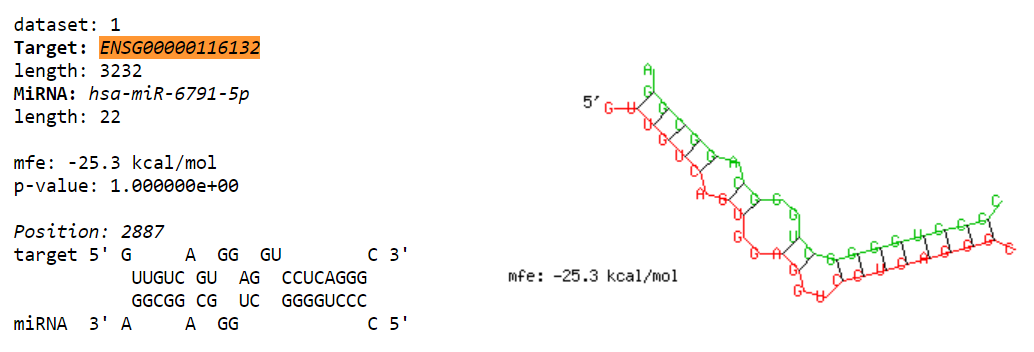 dataset: 1
Target: ENSG00000116132
length: 3232
MiRNA: hsa-miR-6791-5p
length: 22
mfe: -25.3 kcal/mol
p-value: 1.000000e+00
Position: 2887
target 5' G     A GG  GU        C 3'
           UUGUC GU  AG  CCUCAGGG
           GGCGG CG  UC  GGGGUCCC
miRNA  3' A     A GG            C 5'
5'
mfe: -25.3 kcal/mol